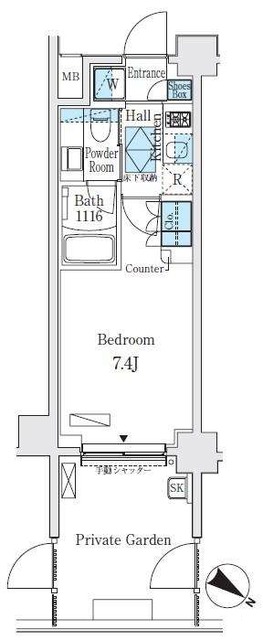 MB
W
Entrance
Shoes
Box
Hall
Kitchen
Powder
Room
床下収納
R
Bath
1116
Clo.
Counter
Bedroom
7.4J
手動シャッター
SK
Private Garden
N